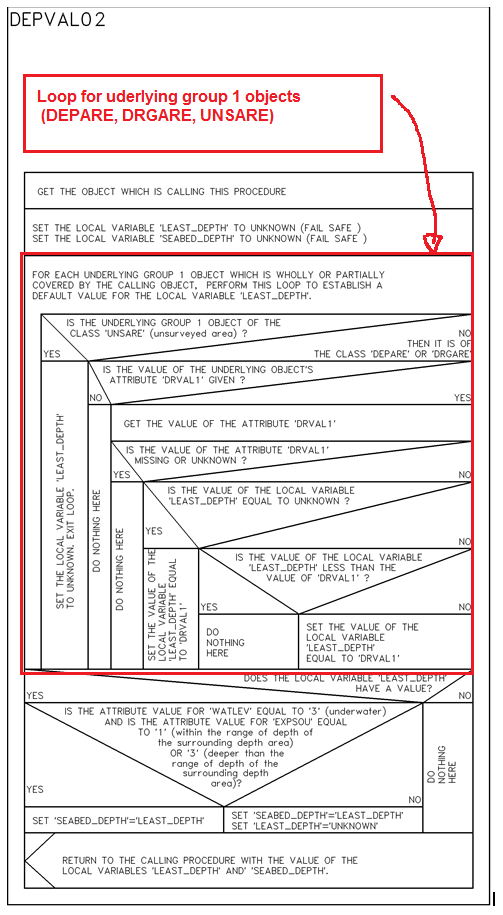 DEPVAL02
Loop for uderlying group 1 objects
(DEPARE, DRGARE, UNSARE)
GET THE OBJECT WHICH IS CALLING THIS PROCEDURE
SET THE LOCAL VARIABLE 'LEAST_DEPTH' TO UNKNOWN (FAIL SAFE )
SET THE LOCAL VARIABLE 'SEABED_DEPTH' TO UNKNOWN (FAIL SAFE )
FOR EACH UNDERLYING GROUP 1 OBJECT WHICH IS WHOLLY OR PARTIALLY
COVERED BY THE CALLING OBJECT, PERFORM THIS LOOP TO ESTABLISH A
DEFAULT VALUE FOR THE LOCAL VARIABLE 'LEAST_DEPTH'.
IS THE UNDERLYING GROUP 1 OBJECT OF THE
CLASS 'UNSARE' (unsurveyed area) ?
YES
NO
THEN IT IS OF
THE CLASS 'DEPARE' OR 'DRGARE'
IS THE VALUE OF THE UNDERLYING OBJECT'S
ATTRIBUTE 'DRVAL1' GIVEN ?
NO
YES
GET THE VALUE OF THE ATTRIBUTE 'DRVAL1'
IS THE VALUE OF THE ATTRIBUTE 'DRVAL1'
MISSING OR UNKNOWN ?
YES
NO
IS THE VALUE OF THE LOCAL VARIABLE
'LEAST_DEPTH' EQUAL TO UNKNOWN ?
YES
NO
IS THE VALUE OF THE LOCAL VARIABLE
'LEAST_DEPTH' LESS THAN THE
VALUE OF 'DRVAL1' ?
YES
NO
SET THE LOCAL VARIABLE 'LEAST_DEPTH'
TO UNKNOWN. EXIT LOOP.
DO NOTHING HERE
DO NOTHING HERE
SET THE VALUE OF THE
LOCAL VARIABLE
'LEAST_DEPTH' EQUAL
TO 'DRVAL1'
DO
NOTHING
HERE
SET THE VALUE OF THE
LOCAL VARIABLE
'LEAST_DEPTH'
EQUAL TO 'DRVAL1'
DOES THE LOCAL VARIABLE 'LEAST_DEPTH'
HAVE A VALUE?
YES
NO
IS THE ATTRIBUTE VALUE FOR 'WATLEV' EQUAL TO '3' (underwater)
AND IS THE ATTRIBUTE VALUE FOR 'EXPSOU' EQUAL
TO '1' (within the range of depth of
the surrounding depth area)
OR '3' (deeper than the
range of depth of the
surrounding depth
area)?
YES
NO
DO
NOTHING
HERE
SET 'SEABED_DEPTH'='LEAST_DEPTH'
SET 'SEABED_DEPTH'='LEAST_DEPTH'
SET 'LEAST_DEPTH'='UNKNOWN'
RETURN TO THE CALLING PROCEDURE WITH THE VALUE OF THE
LOCAL VARIABLES 'LEAST_DEPTH' AND' 'SEABED_DEPTH'.